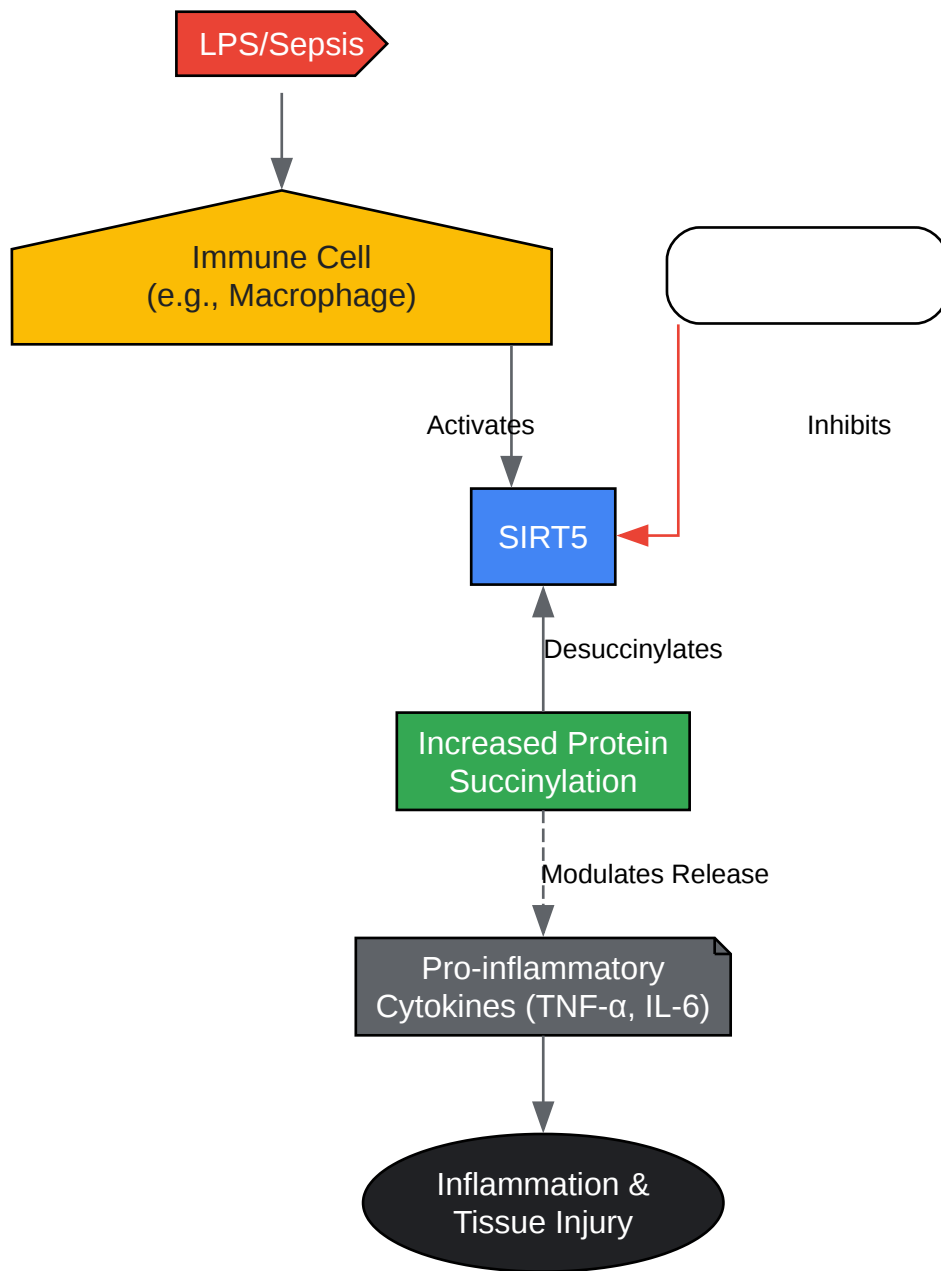 LPS/Sepsis
Immune Cell
(e.g., Macrophage)
Activates
Inhibits
SIRT5
Desuccinylates
Increased Protein
Succinylation
Modulates Release
Pro-inflammatory
Cytokines (TNF-α, IL-6)
Inflammation &
Tissue Injury